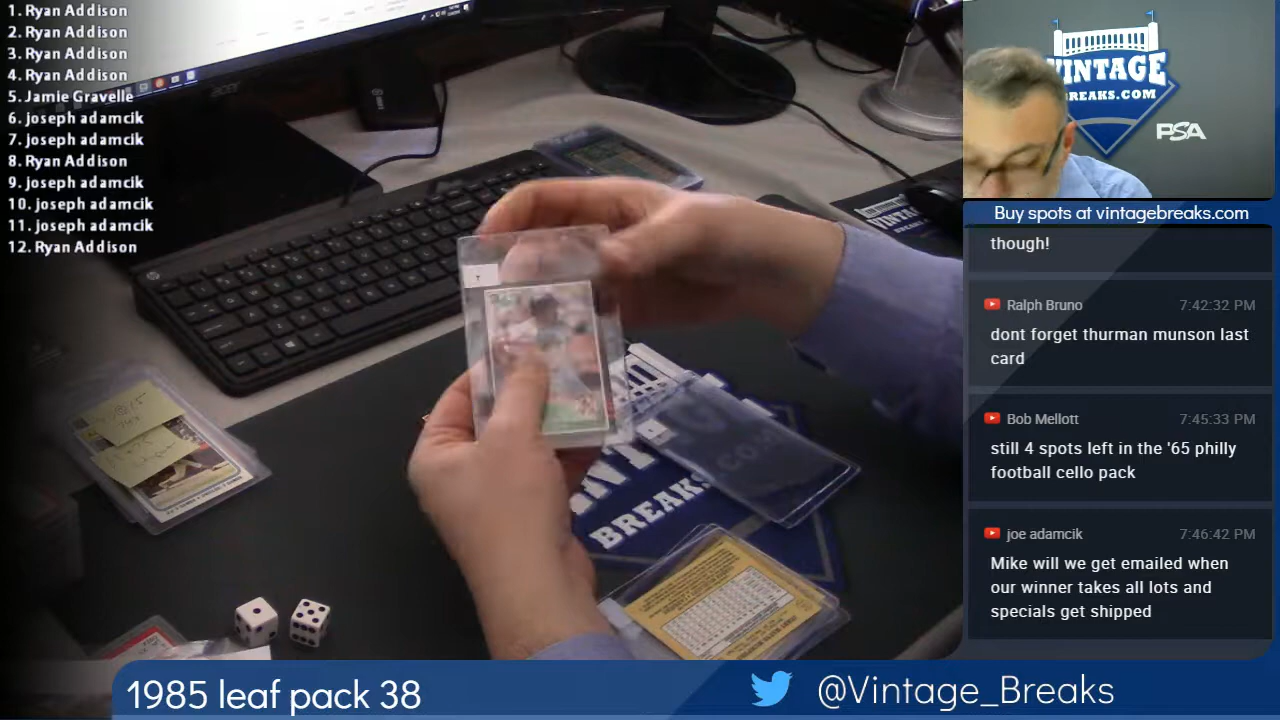 1. Ryan Addison
2. Ryan Addison
3. Ryan Addison
4. Ryan Addison
5. Jamie Gravelle
6. joseph adamcik
7. joseph adamcik
8. Ryan Addison
9. joseph adamcik
10. joseph adamcik
11. joseph adamcik
12. Ryan Addison
acer
VINTAGE
BREAKS.COM
PSA
Buy spots at vintagebreaks.com
though!
Ralph Bruno 7:42:32 PM
dont forget thurman munson last
card
Bob Mellott 7:45:33 PM
still 4 spots left in the '65 philly
football cello pack
joe adamcik 7:46:42 PM
Mike will we get emailed when
our winner takes all lots and
specials get shipped
BREAKS
.COM
1985 leaf pack 38
@Vintage_Breaks